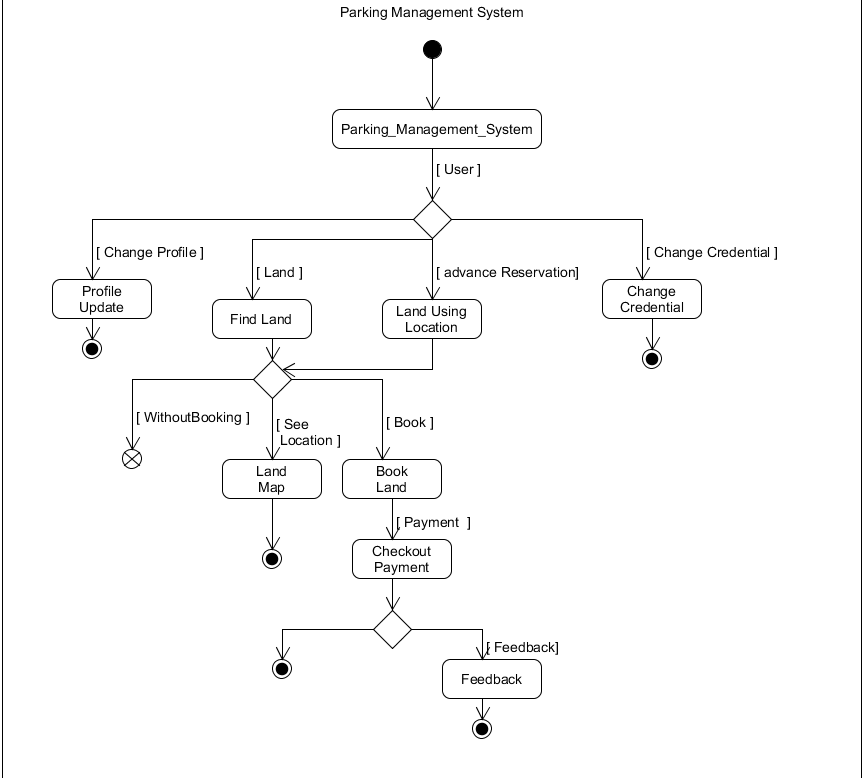 Parking Management System
Parking_Management_System
[ User ]
[ Change Profile ]
[ Change Credential ]
[ Land ]
[ advance Reservation]
Profile
Update
Find Land
Land Using
Location
Change
Credential
[ WithoutBooking ]
[ See
Location ]
[ Book ]
Land
Map
Book
Land
[ Payment  ]
Checkout
Payment
[ Feedback]
Feedback